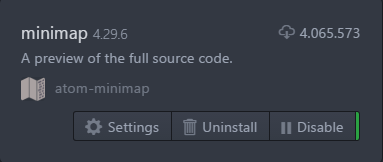 minimap 4.29.6 4.065.573
A preview of the full source code.
atom-minimap
Settings Uninstall Disable